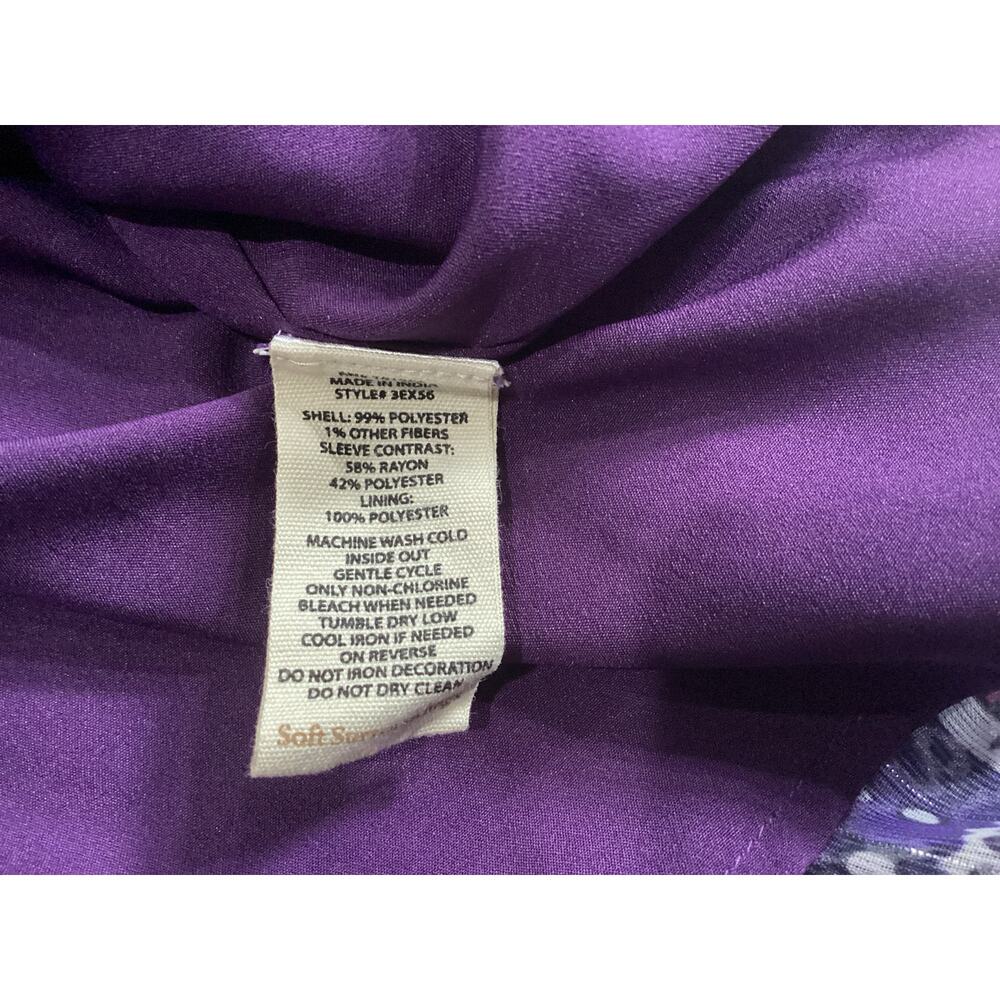 MADE IN INDIA
STYLE# 3EX56
SHELL: 99% POLYESTER
1% OTHER FIBERS
SLEEVE CONTRAST:
58% RAYON
42% POLYESTER
LINING:
100% POLYESTER
MACHINE WASH COLD
INSIDE OUT
GENTLE CYCLE
ONLY NON-CHLORINE
BLEACH WHEN NEEDED
TUMBLE DRY LOW
COOL IRON IF NEEDED
ON REVERSE
DO NOT IRON DECORATION
DO NOT DRY CLEAN
Soft